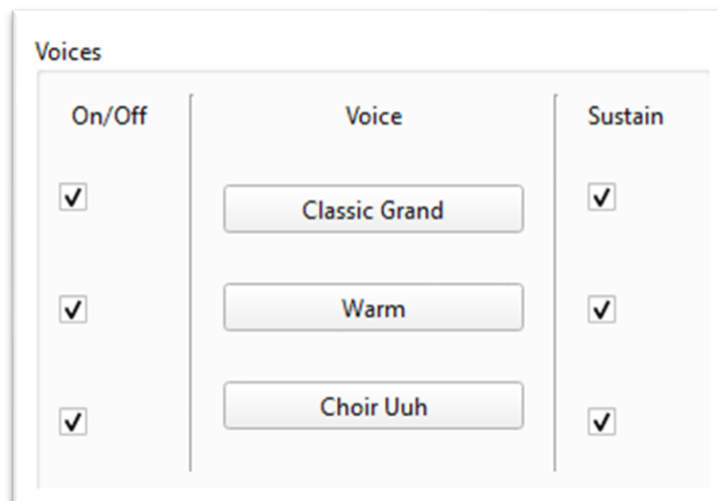 Voices
On/Off Voice Sustain
Classic Grand
Warm
Choir Uuh